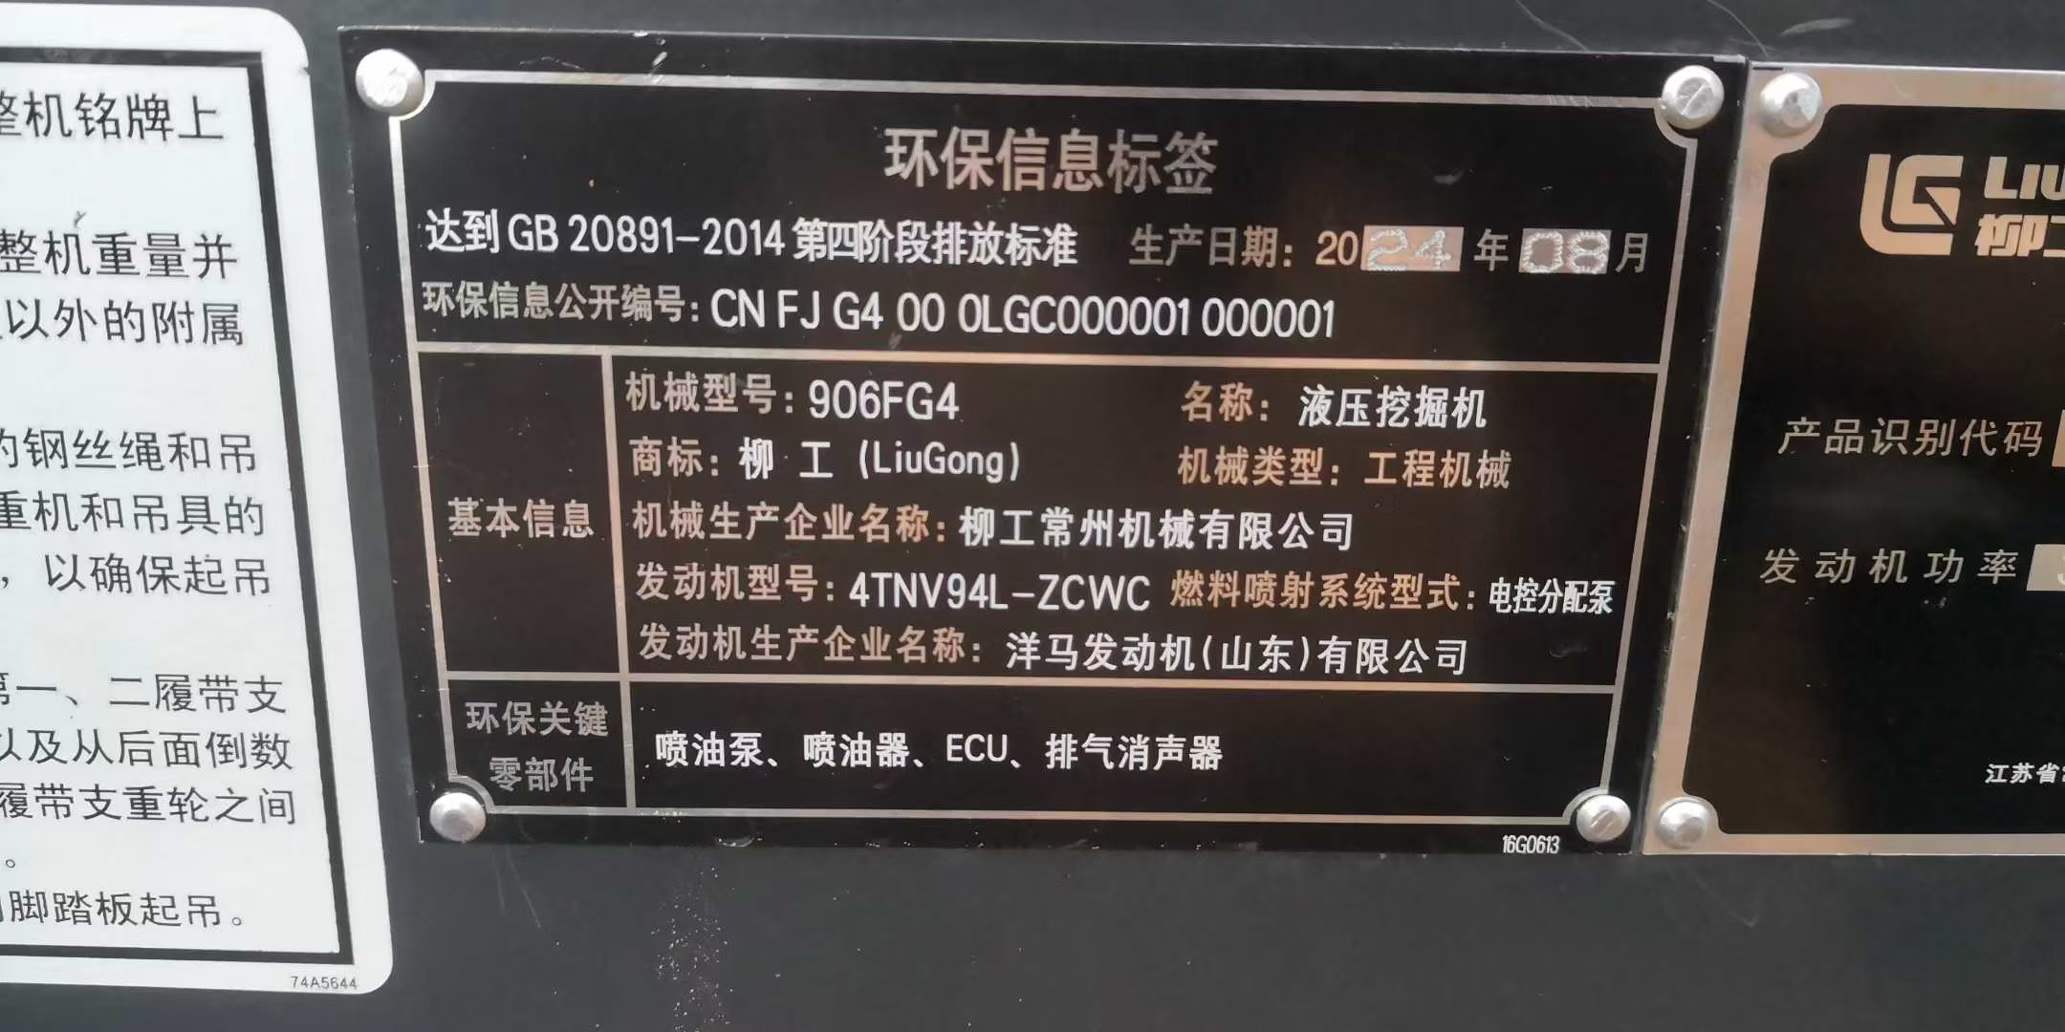 整机铭牌上
整机重量并
以外的附属
的钢丝绳和吊
重机和吊具的
，以确保起吊
第一、二履带支
以及从后面倒数
履带支重轮之间
。
脚踏板起吊。
74A5644
环保信息标签
达到GB 20891-2014第四阶段排放标准 生产日期：2024年08月
环保信息公开编号：CN FJ G4 00 0LGC000001 000001
基本信息
机械型号：906FG4 名称：液压挖掘机
商标：柳 工 (LiuGong) 机械类型：工程机械
机械生产企业名称：柳工常州机械有限公司
发动机型号：4TNV94L-ZCWC 燃料喷射系统型式：电控分配泵
发动机生产企业名称：洋马发动机(山东)有限公司
环保关键
零部件
喷油泵、喷油器、ECU、排气消声器
16G0613
LIU
柳工
产品识别代码
发动机功率
江苏省